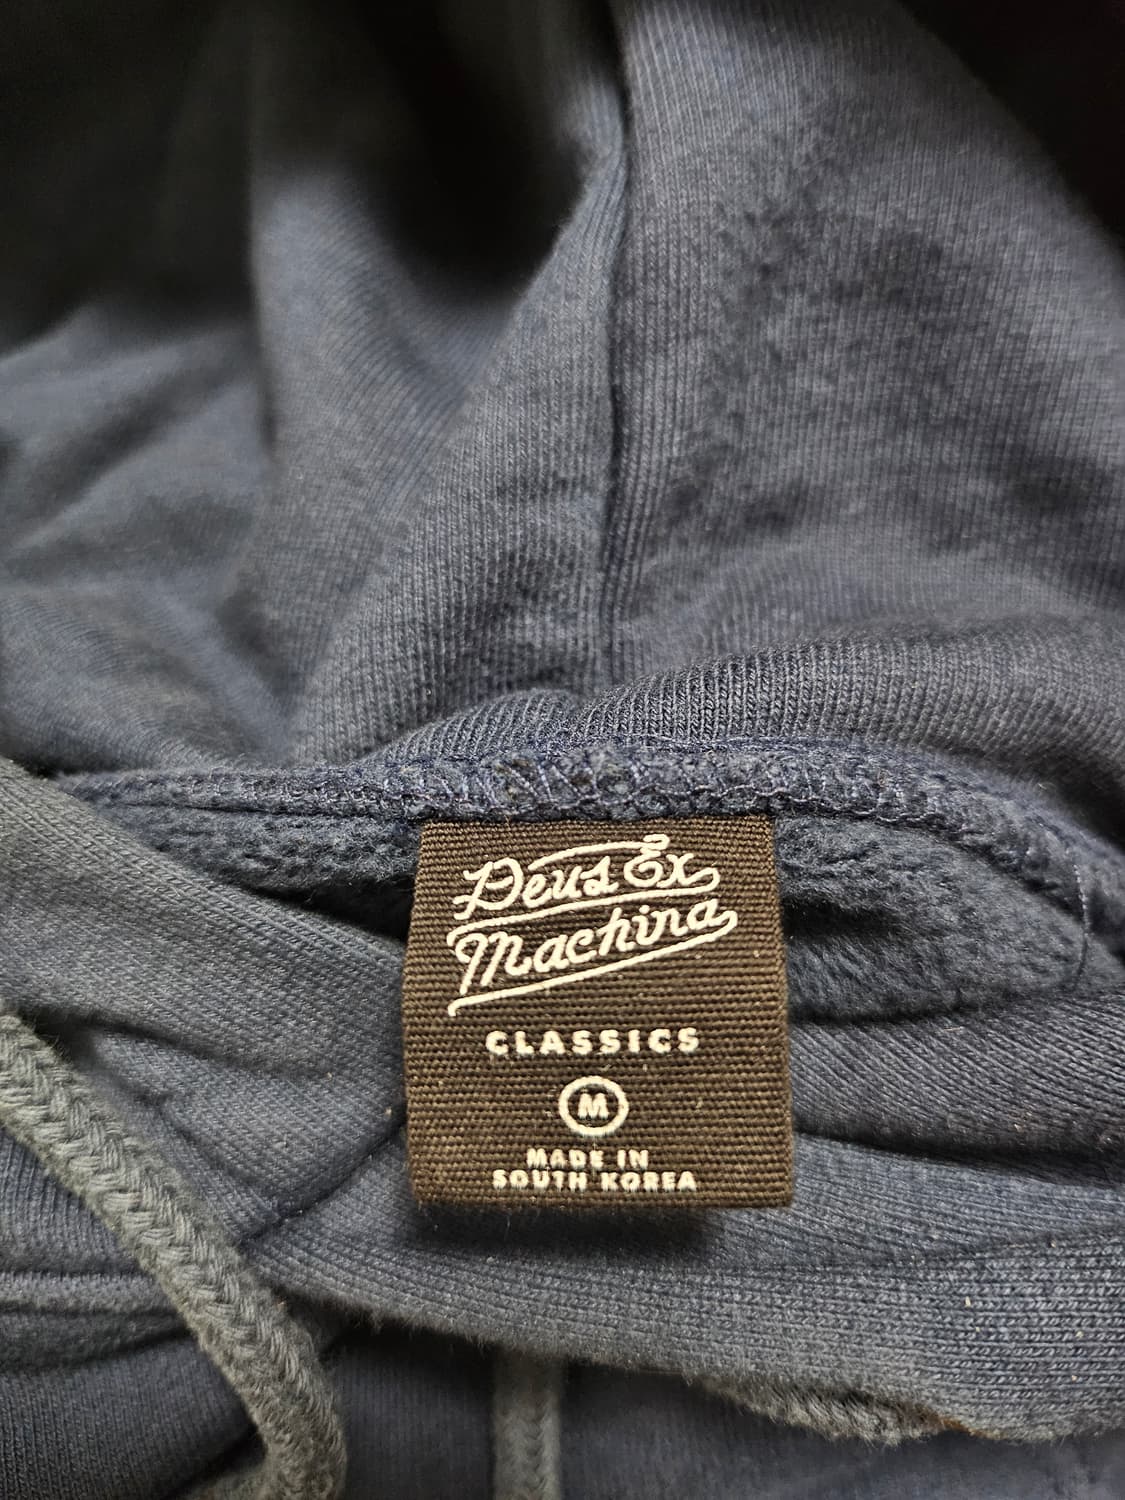 Deus Ex
Machina
CLASSICS
M
MADE IN
SOUTH KOREA